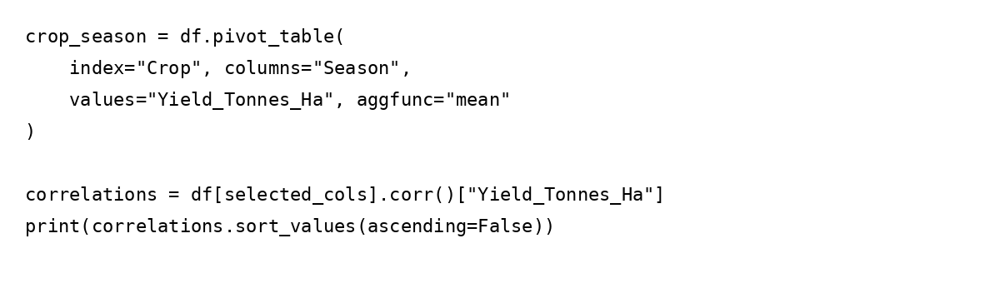 crop_season = df.pivot_table(
    index="Crop", columns="Season",
    values="Yield_Tonnes_Ha", aggfunc="mean"
)

correlations = df[selected_cols].corr()["Yield_Tonnes_Ha"]
print(correlations.sort_values(ascending=False))